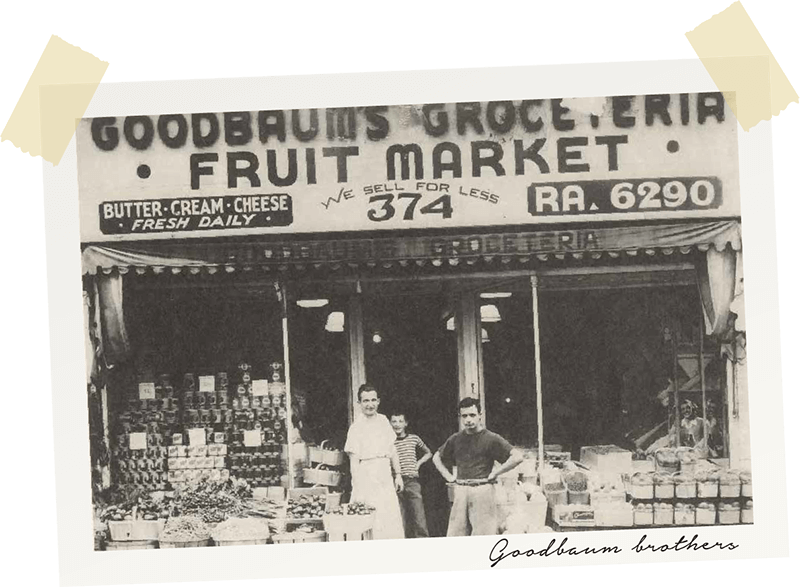 GOODBAUM'S GROCETERIA
• FRUIT MARKET •
BUTTER · CREAM · CHEESE
· FRESH DAILY ·
WE SELL FOR LESS
374
RA. 6290
GROCETERIA
Goodbaum brothers